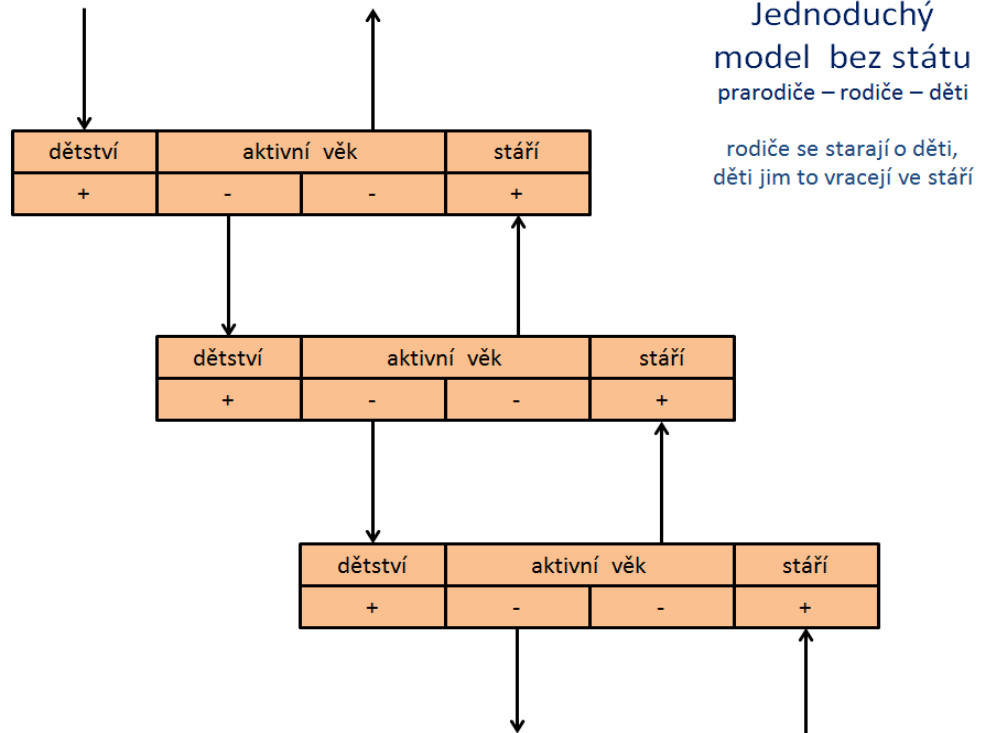 Jednoduchý
model bez státu
prarodiče – rodiče – děti
rodiče se starají o děti,
děti jim to vracejí ve stáří
dětství aktivní věk stáří
+ - - +
dětství aktivní věk stáří
+ - - +
dětství aktivní věk stáří
+ - - +